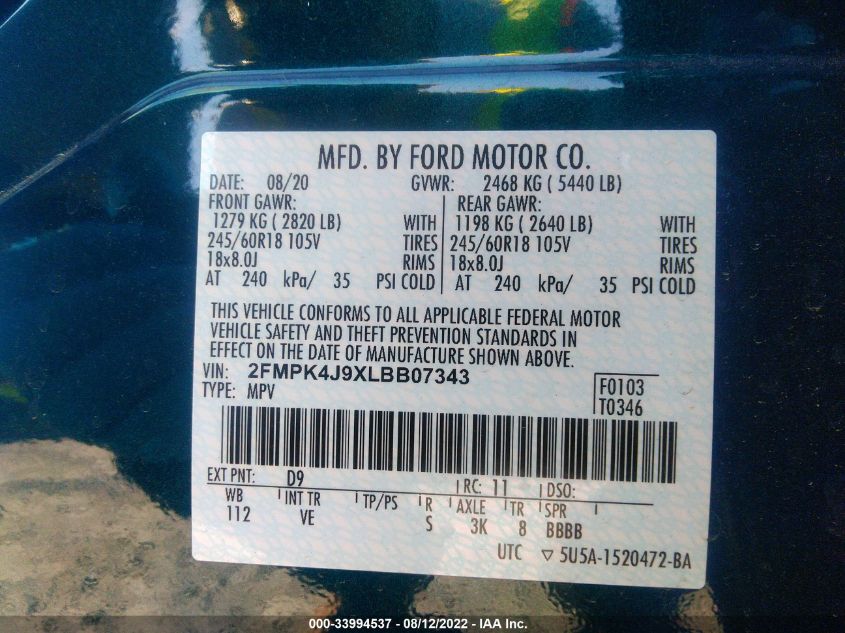 MFD. BY FORD MOTOR CO.
DATE: 08/20 GVWR: 2468 KG ( 5440 LB)
FRONT GAWR: REAR GAWR:
1279 KG ( 2820 LB) WITH 1198 KG ( 2640 LB) WITH
245/60R18 105V TIRES 245/60R18 105V TIRES
18x8.0J RIMS 18x8.0J RIMS
AT 240 kPa/ 35 PSI COLD AT 240 kPa/ 35 PSI COLD
THIS VEHICLE CONFORMS TO ALL APPLICABLE FEDERAL MOTOR
VEHICLE SAFETY AND THEFT PREVENTION STANDARDS IN
EFFECT ON THE DATE OF MANUFACTURE SHOWN ABOVE.
VIN: 2FMPK4J9XLBB07343
TYPE: MPV F0103
T0346
EXT PNT: D9 RC: 11 DSO:
WB INT TR TP/PS R AXLE TR SPR
112 VE S 3K 8 BBBB
UTC ▽ 5U5A-1520472-BA
000-33994537 - 08/12/2022 - IAA Inc.